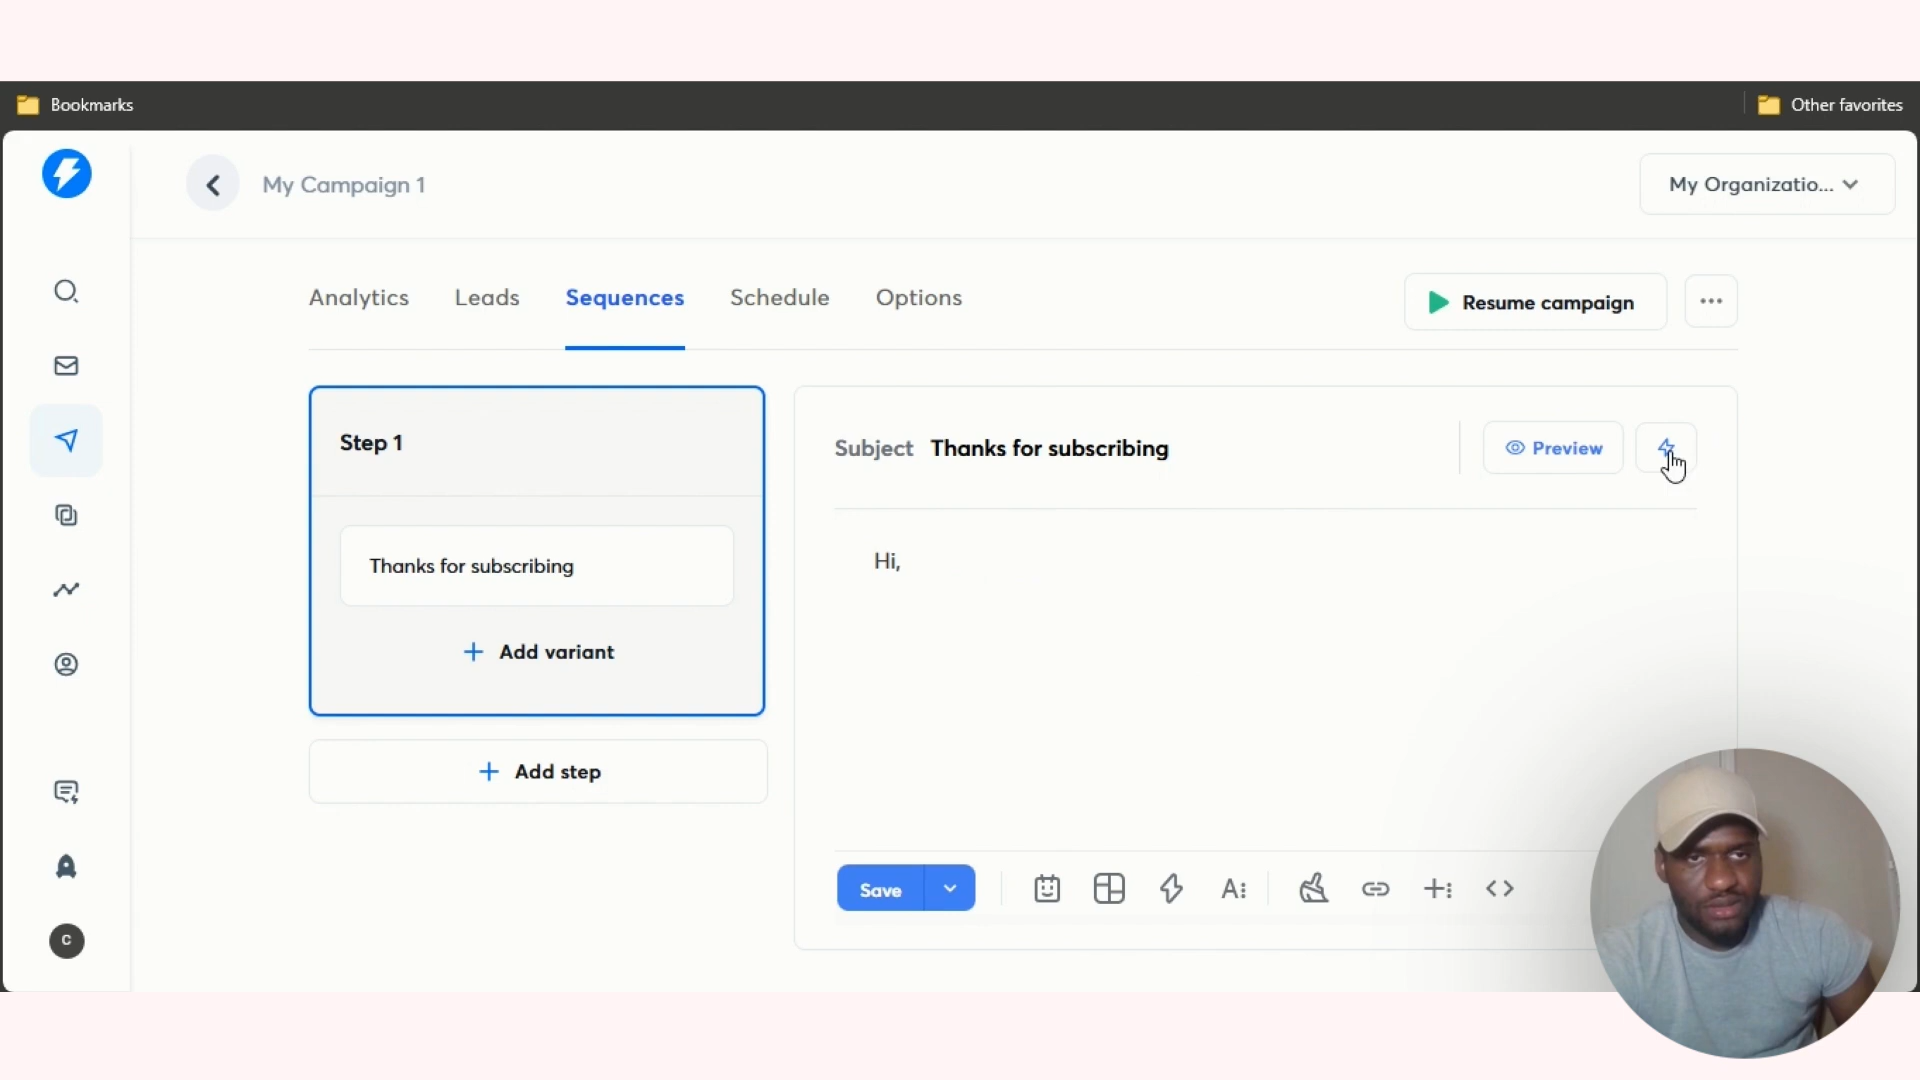 Bookmarks
Other favorites
My Campaign 1
My Organizatio...
Analytics
Leads
Sequences
Schedule
Options
Resume campaign
Step 1
Thanks for subscribing
Add variant
Add step
Subject Thanks for subscribing
Preview
Hi,
Save
A
C